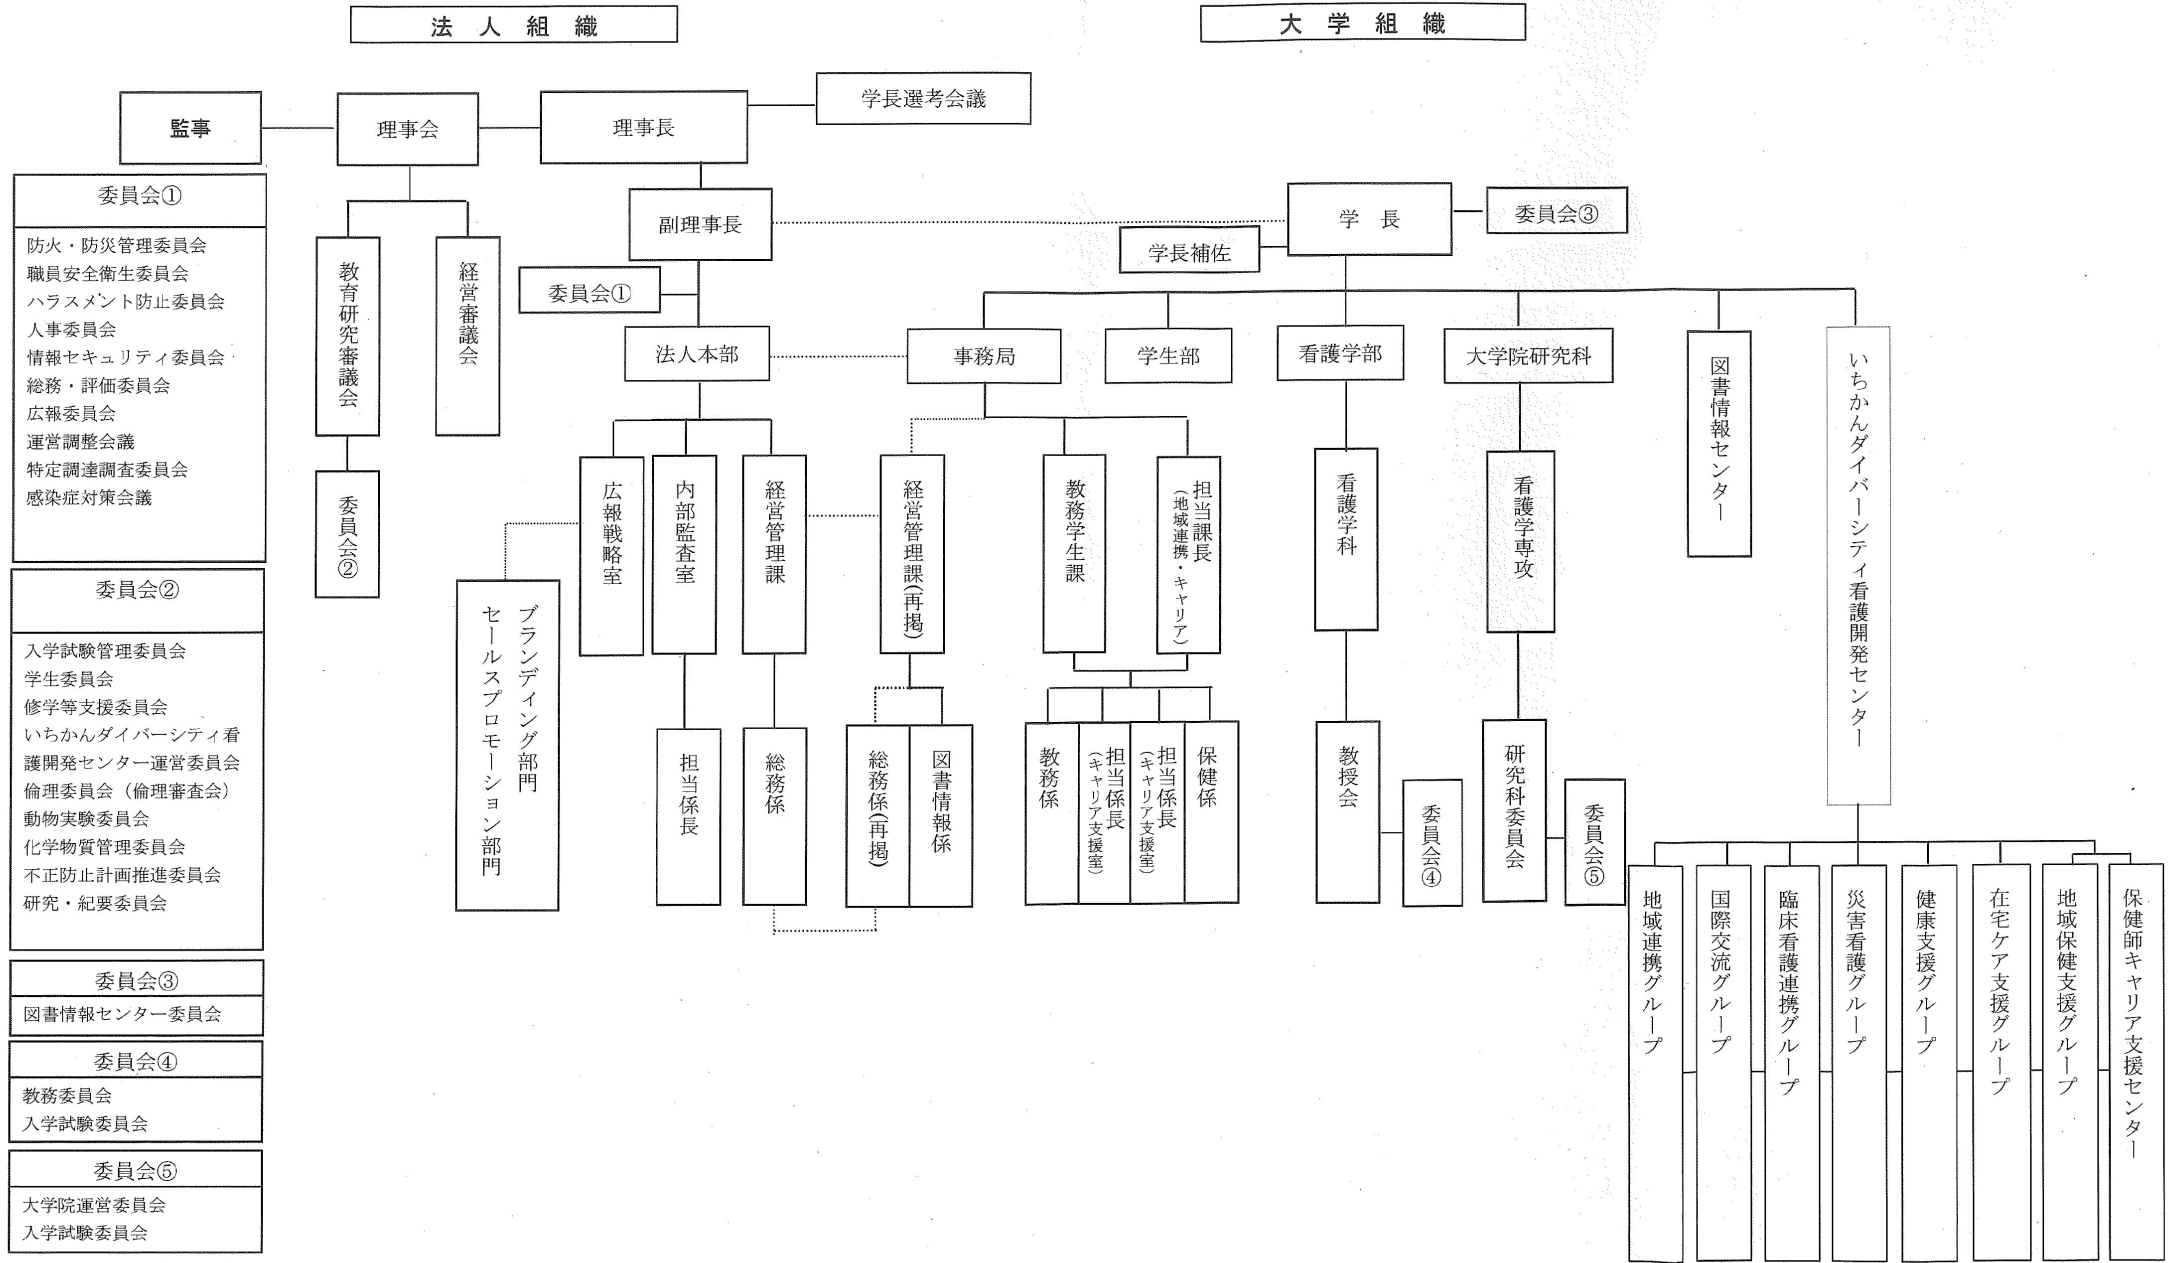 法人組織
大学組織
学長選考会議
監事
理事会
理事長
委員会①
防火・防災管理委員会
職員安全衛生委員会
ハラスメント防止委員会
人事委員会
情報セキュリティ委員会
総務・評価委員会
広報委員会
運営調整会議
特定調達調査委員会
感染症対策会議
委員会②
入学試験管理委員会
学生委員会
修学等支援委員会
いちかんダイバーシティ看
護開発センター運営委員会
倫理委員会（倫理審査会）
動物実験委員会
化学物質管理委員会
不正防止計画推進委員会
研究・紀要委員会
委員会③
図書情報センター委員会
委員会④
教務委員会
入学試験委員会
委員会⑤
大学院運営委員会
入学試験委員会
副理事長
学長
委員会③
学長補佐
教育研究審議会
経営審議会
委員会①
委員会②
法人本部
事務局
学生部
看護学部
大学院研究科
図書情報センター
いちかんダイバーシティ看護開発センター
広報戦略室
内部監査室
経営管理課
経営管理課(再掲)
教務学生課
担当課長
（地域連携・キャリア）
看護学科
看護学専攻
ブランディング部門
セールスプロモーション部門
担当係長
総務係
総務係(再掲)
図書情報係
教務係
担当係長
（キャリア支援室）
担当係長
（キャリア支援室）
保健係
教授会
委員会④
研究科委員会
委員会⑤
地域連携グループ
国際交流グループ
臨床看護連携グループ
災害看護グループ
健康支援グループ
在宅ケア支援グループ
地域保健支援グループ
保健師キャリア支援センター